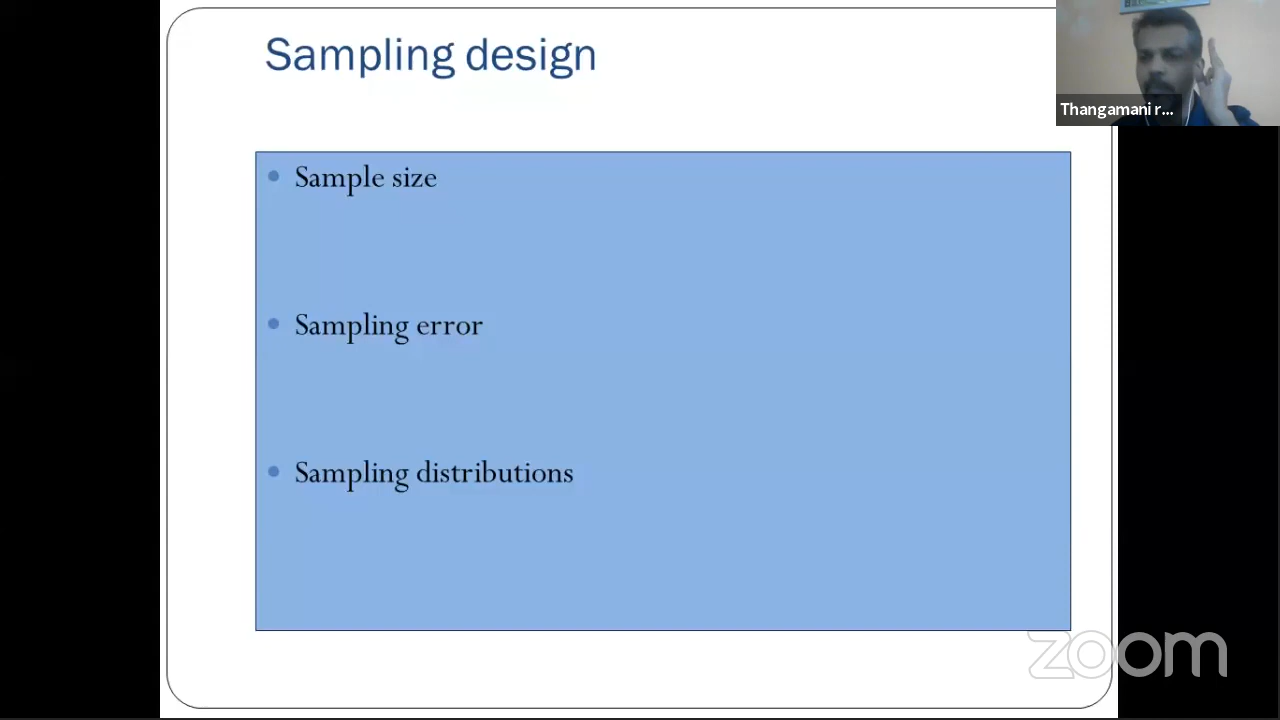 Sampling design
Thangamani r...
Sample size
Sampling error
Sampling distributions
zoom